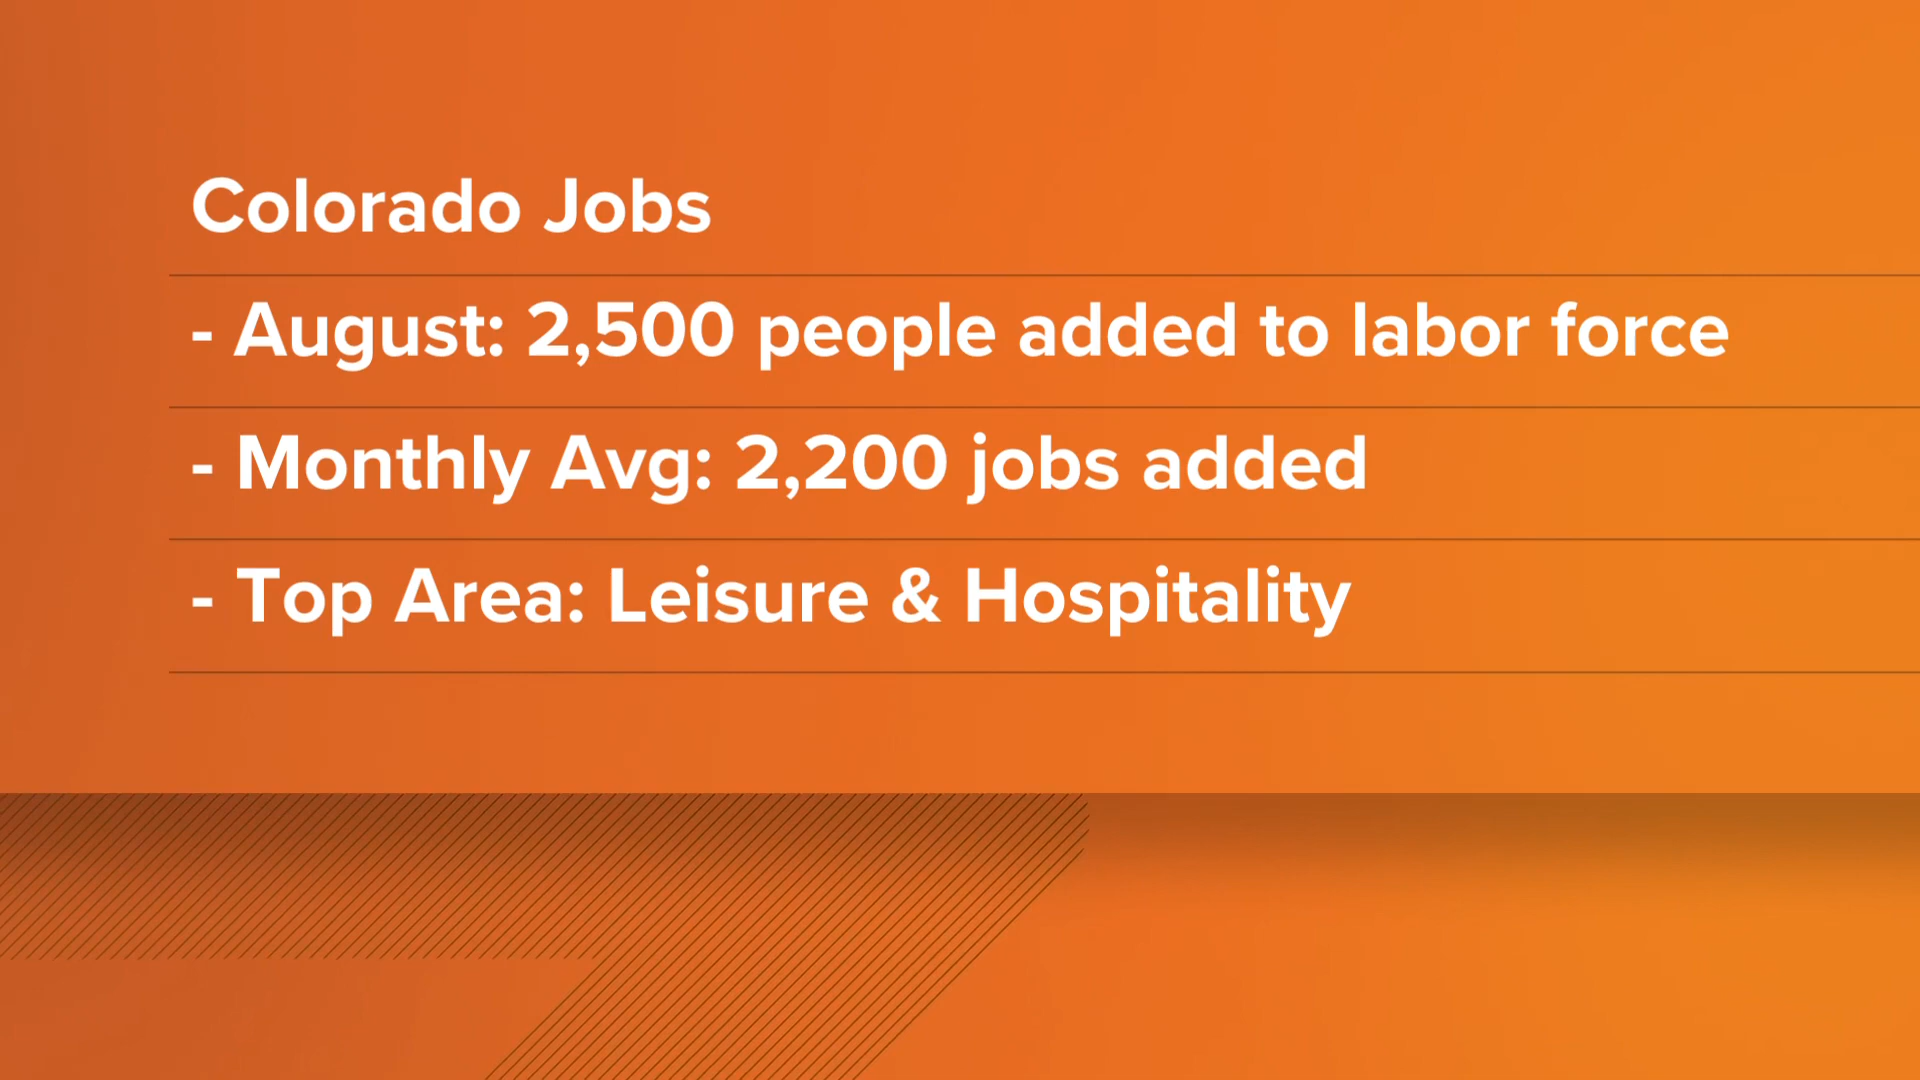 Colorado Jobs
- August: 2,500 people added to labor force
- Monthly Avg: 2,200 jobs added
- Top Area: Leisure & Hospitality